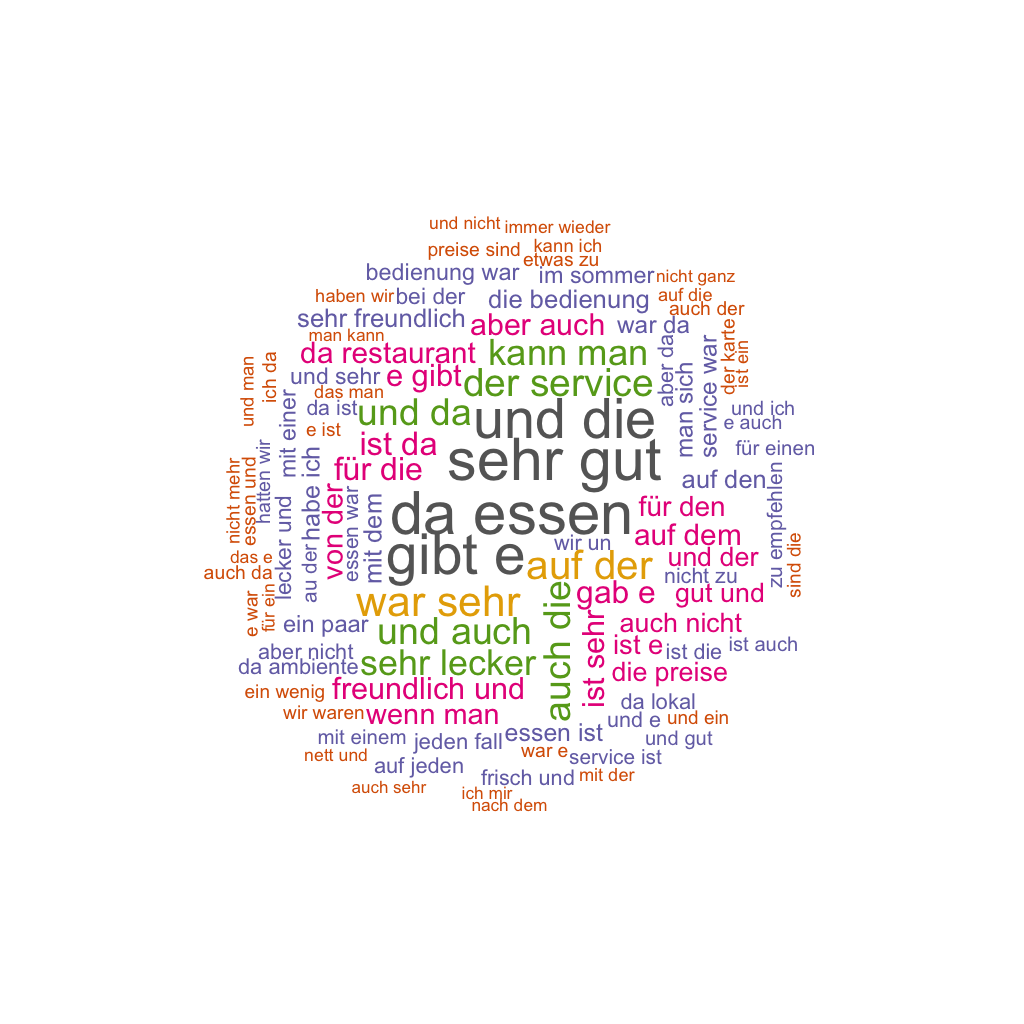 und nicht
immer wieder
preise sind
kann ich
etwas zu
bedienung war
im sommer
nicht ganz
haben wir
bei der
die bedienung
auf die
auch der
sehr freundlich
aber auch
war da
man kann
da restaurant
kann man
aber da
der karte
ist ein
und man
ich da
und sehr
e gibt
der service
man sich
service war
das man
da ist
und da
und die
und ich
e auch
e ist
mit einer
ist da
sehr gut
für einen
hatten wir
habe ich
für die
auf den
zu empfehlen
nicht mehr
essen und
lecker und
von der
essen war
mit dem
da essen
für den
auf dem
wir un
das e
auch da
au der
gibt e
auf der
und der
nicht zu
sind die
e war
für ein
war sehr
auch die
gab e
gut und
ein paar
und auch
ist sehr
auch nicht
ist e
ist die
ist auch
aber nicht
da ambiente
sehr lecker
die preise
ein wenig
freundlich und
da lokal
wir waren
wenn man
und e
und ein
mit einem
jeden fall
essen ist
und gut
nett und
war e
service ist
auf jeden
frisch und
mit der
auch sehr
ich mir
nach dem